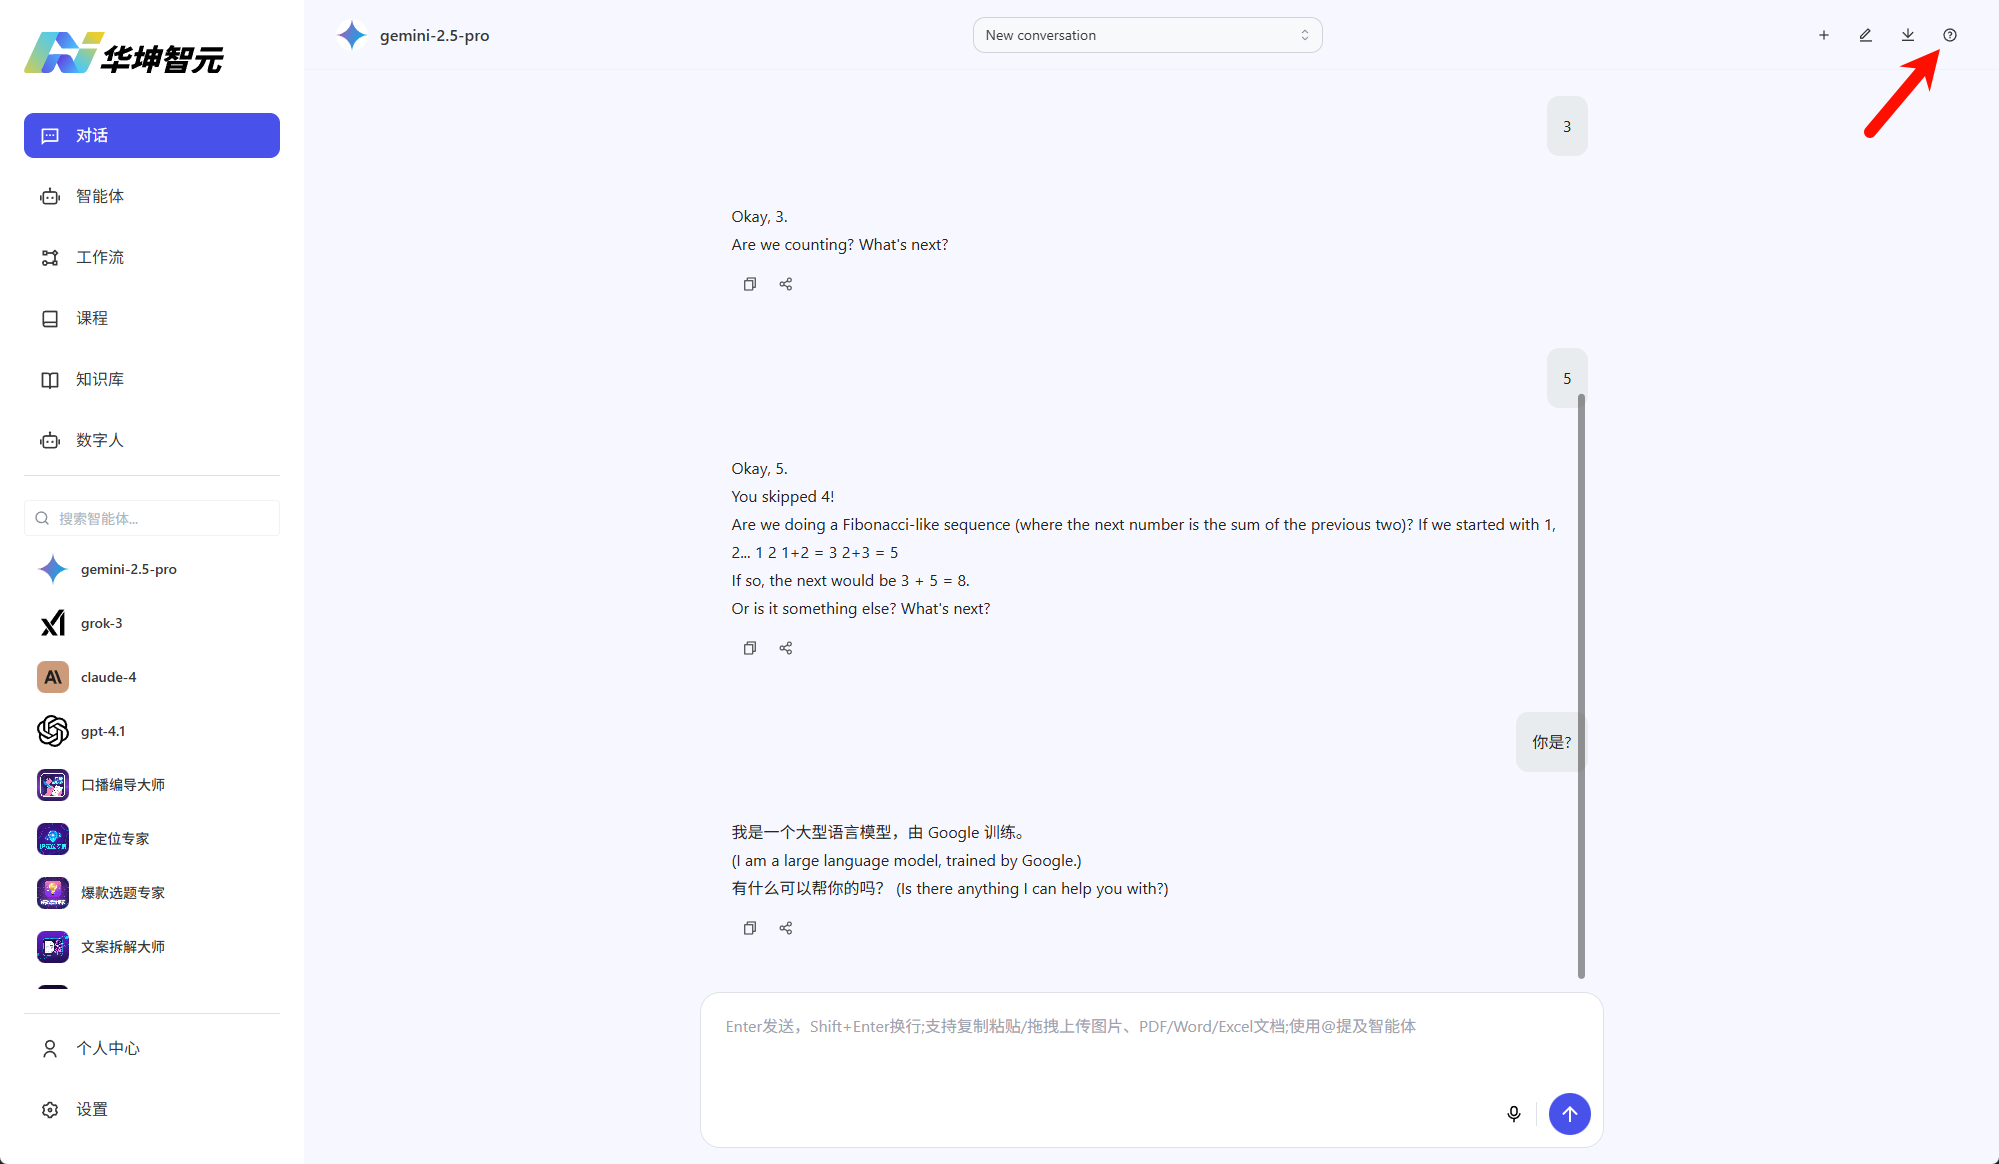 华坤智元
gemini-2.5-pro
New conversation
对话
智能体
工作流
课程
知识库
数字人
搜索智能体...
gemini-2.5-pro
grok-3
claude-4
gpt-4.1
口播编导大师
IP定位专家
爆款选题专家
文案拆解大师
个人中心
设置
3
Okay, 3.
Are we counting? What's next?
5
Okay, 5.
You skipped 4!
Are we doing a Fibonacci-like sequence (where the next number is the sum of the previous two)? If we started with 1,
2... 1 2 1+2 = 3 2+3 = 5
If so, the next would be 3 + 5 = 8.
Or is it something else? What's next?
你是?
我是一个大型语言模型，由 Google 训练。
(I am a large language model, trained by Google.)
有什么可以帮你的吗？ (Is there anything I can help you with?)
Enter发送，Shift+Enter换行;支持复制粘贴/拖拽上传图片、PDF/Word/Excel文档;使用@提及智能体